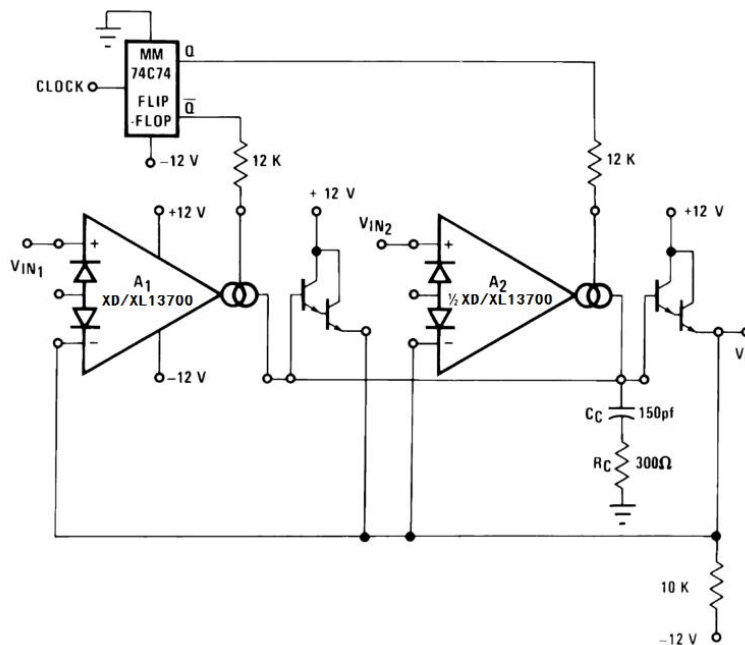 MM
74C74
FLIP
-FLOP
Q
Q̅
CLOCK
-12 V
12 K
12 K
+12 V
+ 12 V
+12 V
VIN1
+
A1
XD/XL13700
-
-12 V
VIN2
+
A2
½ XD/XL13700
-
V
CC
150pf
RC
300Ω
10 K
-12 V